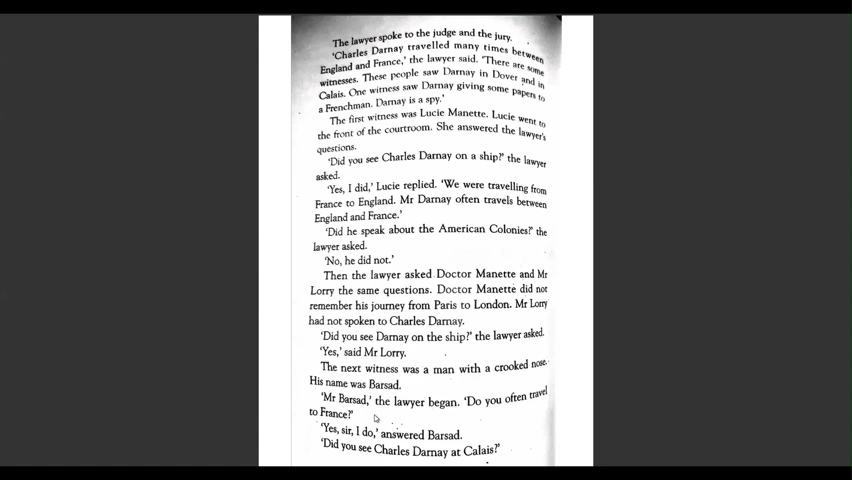 The lawyer spoke to the judge and the jury.
'Charles Darnay travelled many times between
England and France,' the lawyer said. 'There are some
witnesses. These people saw Darnay in Dover and in
Calais. One witness saw Darnay giving some papers to
a Frenchman. Darnay is a spy.'
The first witness was Lucie Manette. Lucie went to
the front of the courtroom. She answered the lawyer's
questions.
'Did you see Charles Darnay on a ship?' the lawyer
asked.
'Yes, I did,' Lucie replied. 'We were travelling from
France to England. Mr Darnay often travels between
England and France.'
'Did he speak about the American Colonies?' the
lawyer asked.
'No, he did not.'
Then the lawyer asked Doctor Manette and Mr
Lorry the same questions. Doctor Manette did not
remember his journey from Paris to London. Mr Lorry
had not spoken to Charles Darnay.
'Did you see Darnay on the ship?' the lawyer asked.
'Yes,' said Mr Lorry.
The next witness was a man with a crooked nose.
His name was Barsad.
'Mr Barsad,' the lawyer began. 'Do you often travel
to France?'
'Yes, sir, I do,' answered Barsad.
'Did you see Charles Darnay at Calais?'